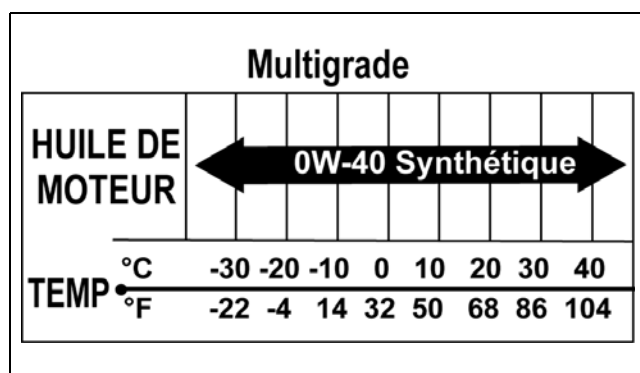 Multigrade
HUILE DE
MOTEUR
0W-40 Synthétique
TEMP
°C -30 -20 -10 0 10 20 30 40
°F -22 -4 14 32 50 68 86 104